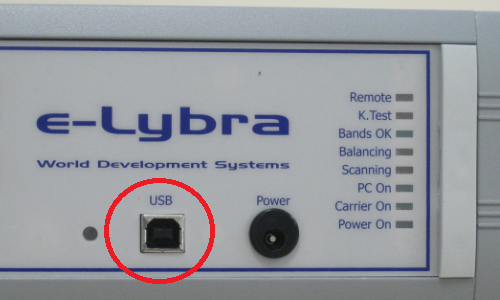 e-Lybra
World Development Systems
USB
Power
Remote
K.Test
Bands OK
Balancing
Scanning
PC On
Carrier On
Power On